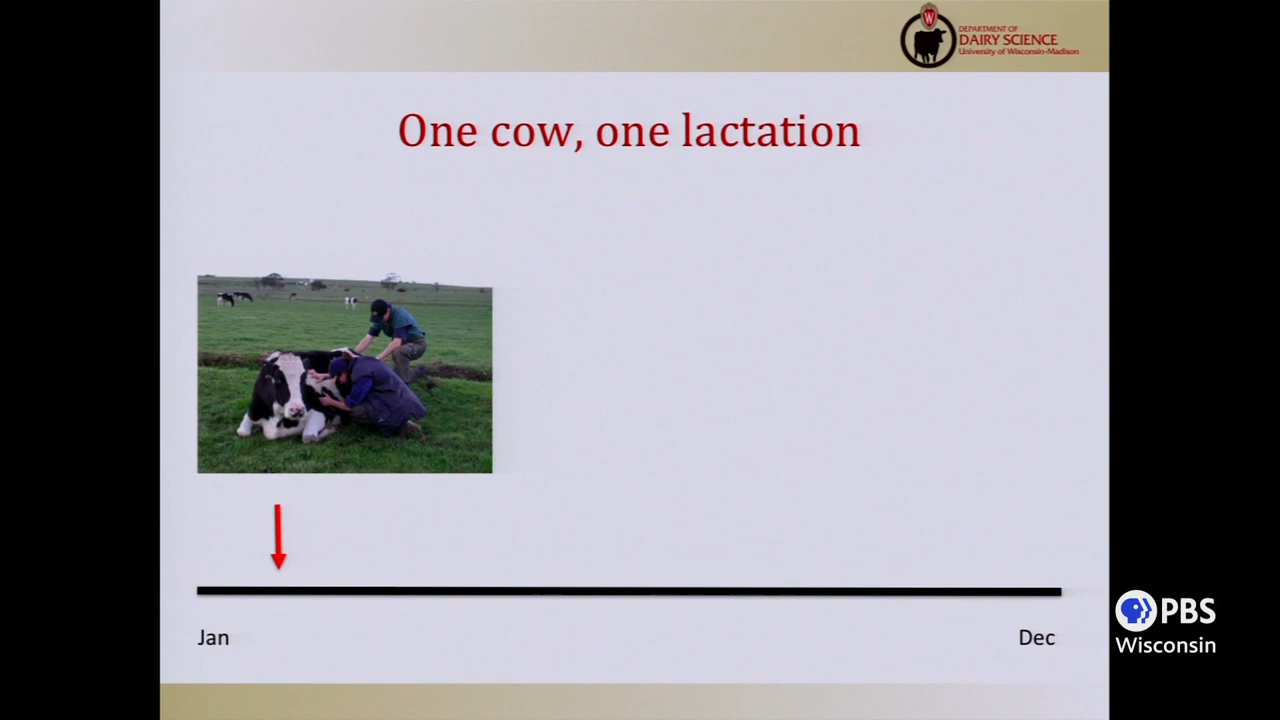 DEPARTMENT OF
DAIRY SCIENCE
University of Wisconsin-Madison
W
One cow, one lactation
Jan
Dec
PBS
Wisconsin